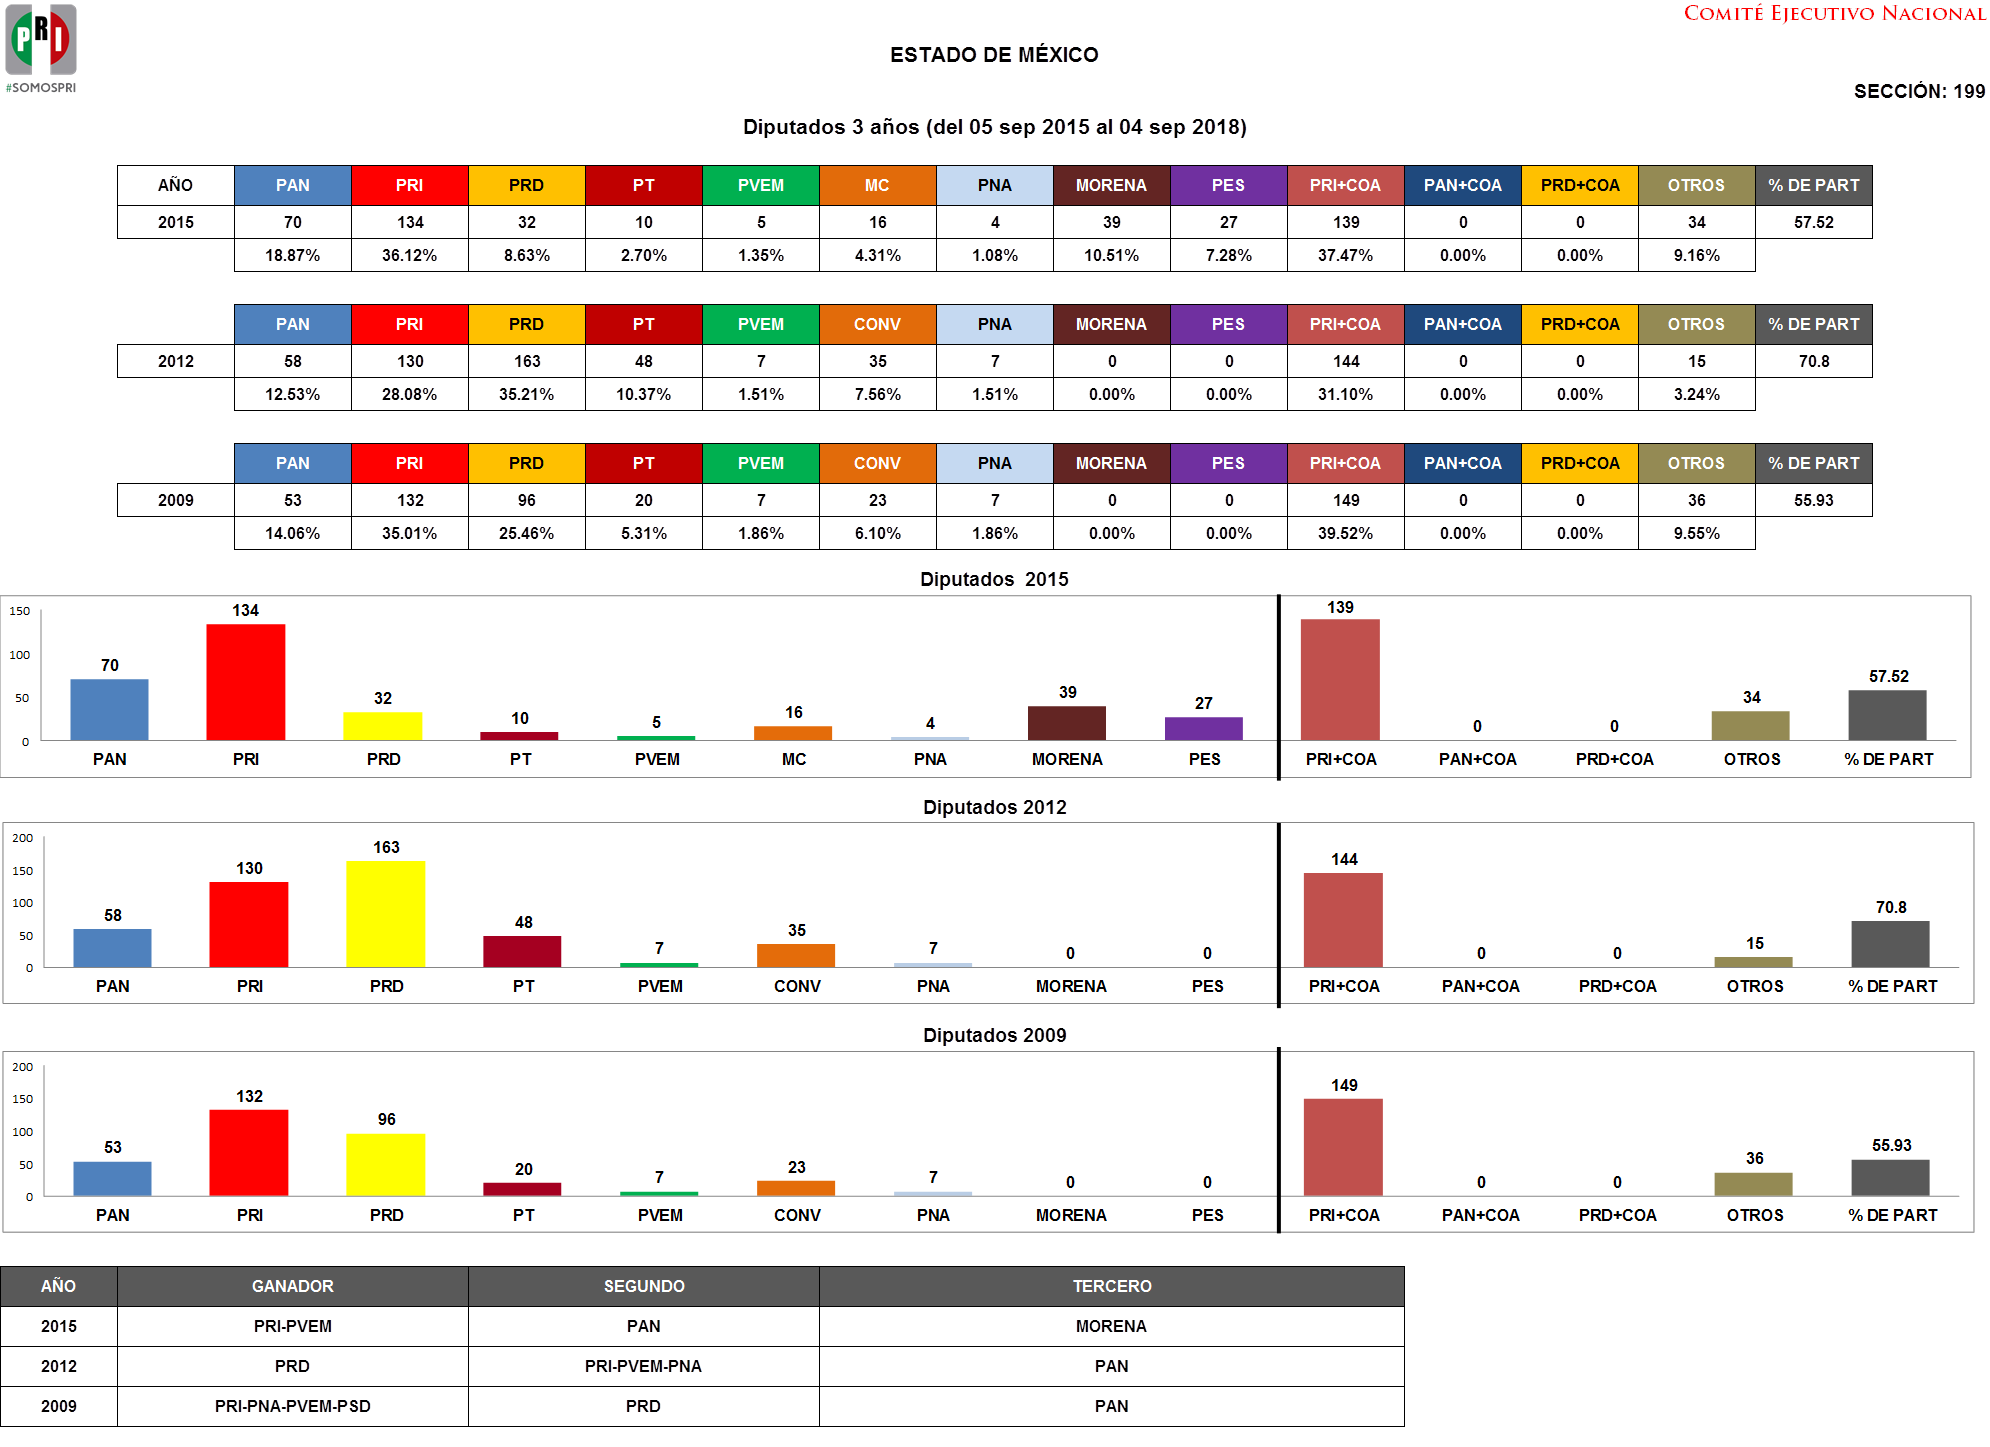 PRI
#SOMOSPRI
COMITÉ EJECUTIVO NACIONAL
ESTADO DE MÉXICO
SECCIÓN: 199
Diputados 3 años (del 05 sep 2015 al 04 sep 2018)
AÑO PAN PRI PRD PT PVEM MC PNA MORENA PES PRI+COA PAN+COA PRD+COA OTROS % DE PART
2015 70 134 32 10 5 16 4 39 27 139 0 0 34 57.52
18.87% 36.12% 8.63% 2.70% 1.35% 4.31% 1.08% 10.51% 7.28% 37.47% 0.00% 0.00% 9.16%
PAN PRI PRD PT PVEM CONV PNA MORENA PES PRI+COA PAN+COA PRD+COA OTROS % DE PART
2012 58 130 163 48 7 35 7 0 0 144 0 0 15 70.8
12.53% 28.08% 35.21% 10.37% 1.51% 7.56% 1.51% 0.00% 0.00% 31.10% 0.00% 0.00% 3.24%
PAN PRI PRD PT PVEM CONV PNA MORENA PES PRI+COA PAN+COA PRD+COA OTROS % DE PART
2009 53 132 96 20 7 23 7 0 0 149 0 0 36 55.93
14.06% 35.01% 25.46% 5.31% 1.86% 6.10% 1.86% 0.00% 0.00% 39.52% 0.00% 0.00% 9.55%
Diputados 2015
150
100
50
0
70 134 32 10 5 16 4 39 27 139 0 0 34 57.52
PAN PRI PRD PT PVEM MC PNA MORENA PES PRI+COA PAN+COA PRD+COA OTROS % DE PART
Diputados 2012
200
150
100
50
0
58 130 163 48 7 35 7 0 0 144 0 0 15 70.8
PAN PRI PRD PT PVEM CONV PNA MORENA PES PRI+COA PAN+COA PRD+COA OTROS % DE PART
Diputados 2009
200
150
100
50
0
53 132 96 20 7 23 7 0 0 149 0 0 36 55.93
PAN PRI PRD PT PVEM CONV PNA MORENA PES PRI+COA PAN+COA PRD+COA OTROS % DE PART
AÑO GANADOR SEGUNDO TERCERO
2015 PRI-PVEM PAN MORENA
2012 PRD PRI-PVEM-PNA PAN
2009 PRI-PNA-PVEM-PSD PRD PAN